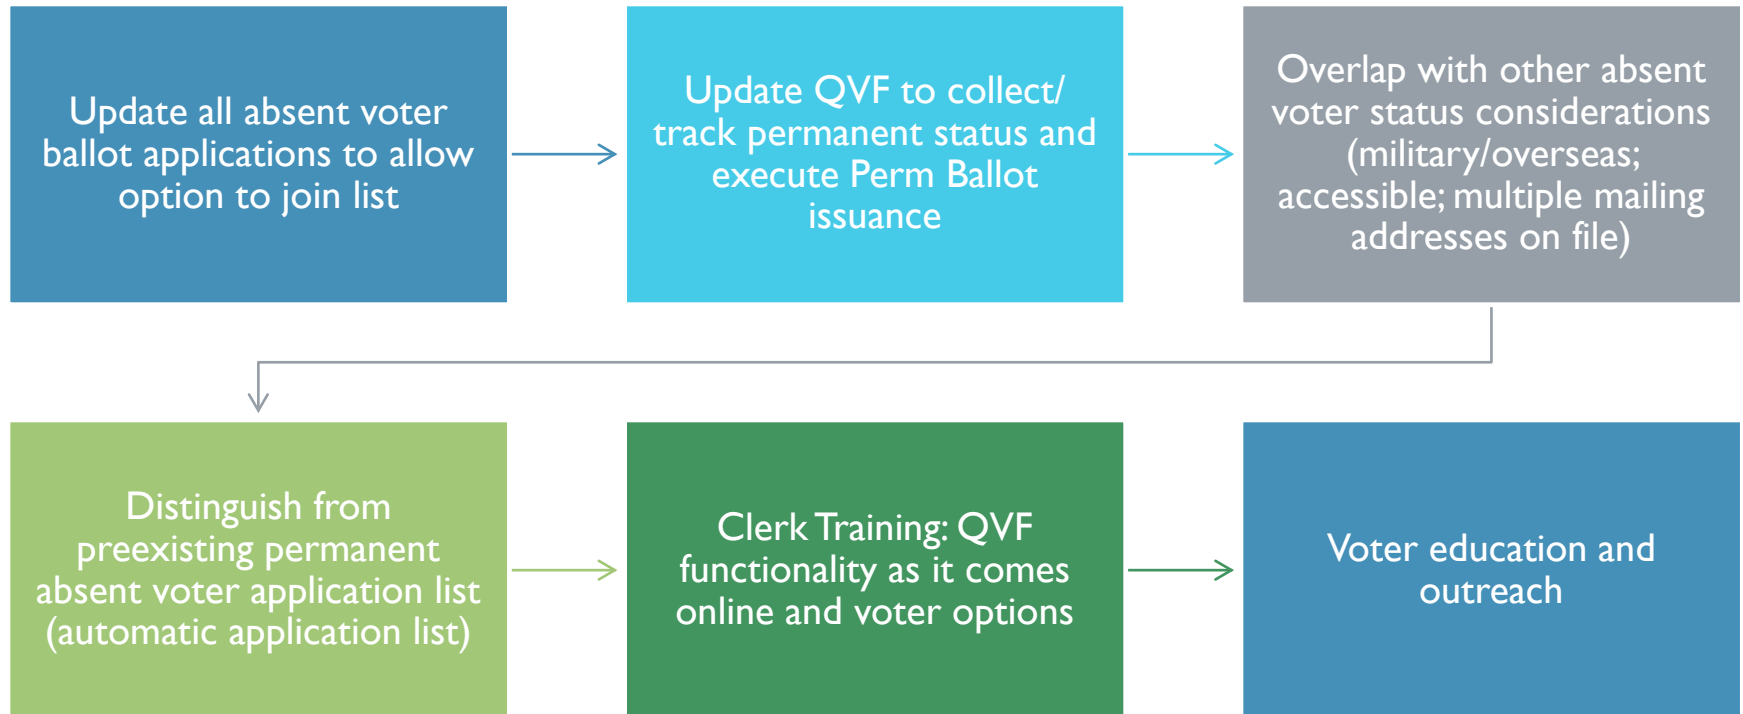 Update all absent voter
ballot applications to allow
option to join list
Update QVF to collect/
track permanent status and
execute Perm Ballot
issuance
Overlap with other absent
voter status considerations
(military/overseas;
accessible; multiple mailing
addresses on file)
Distinguish from
preexisting permanent
absent voter application list
(automatic application list)
Clerk Training: QVF
functionality as it comes
online and voter options
Voter education and
outreach